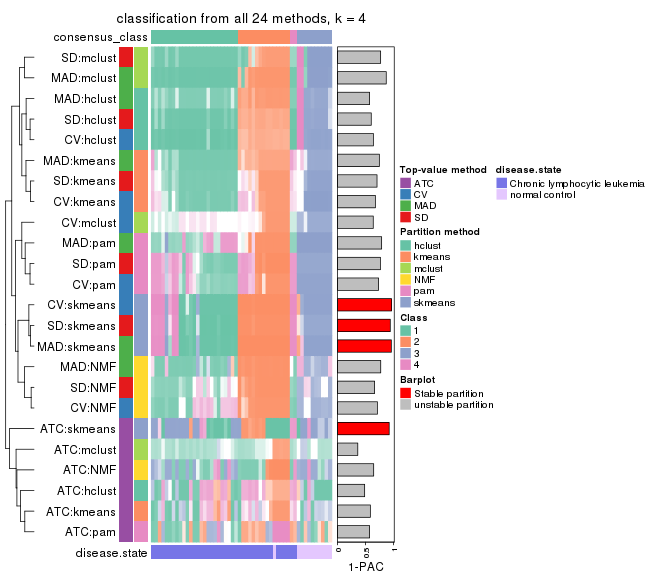 classification from all 24 methods, k = 4
consensus_class
SD:mclust
MAD:mclust
MAD:hclust
SD:hclust
CV:hclust
MAD:kmeans
SD:kmeans
CV:kmeans
CV:mclust
MAD:pam
SD:pam
CV:pam
CV:skmeans
SD:skmeans
MAD:skmeans
MAD:NMF
SD:NMF
CV:NMF
ATC:skmeans
ATC:mclust
ATC:NMF
ATC:hclust
ATC:kmeans
ATC:pam
disease.state
0
0.5
1
1-PAC
Top-value method
ATC
CV
MAD
SD
Partition method
hclust
kmeans
mclust
NMF
pam
skmeans
Class
1
2
3
4
Barplot
Stable partition
unstable partition
disease.state
Chronic lymphocytic leukemia
normal control